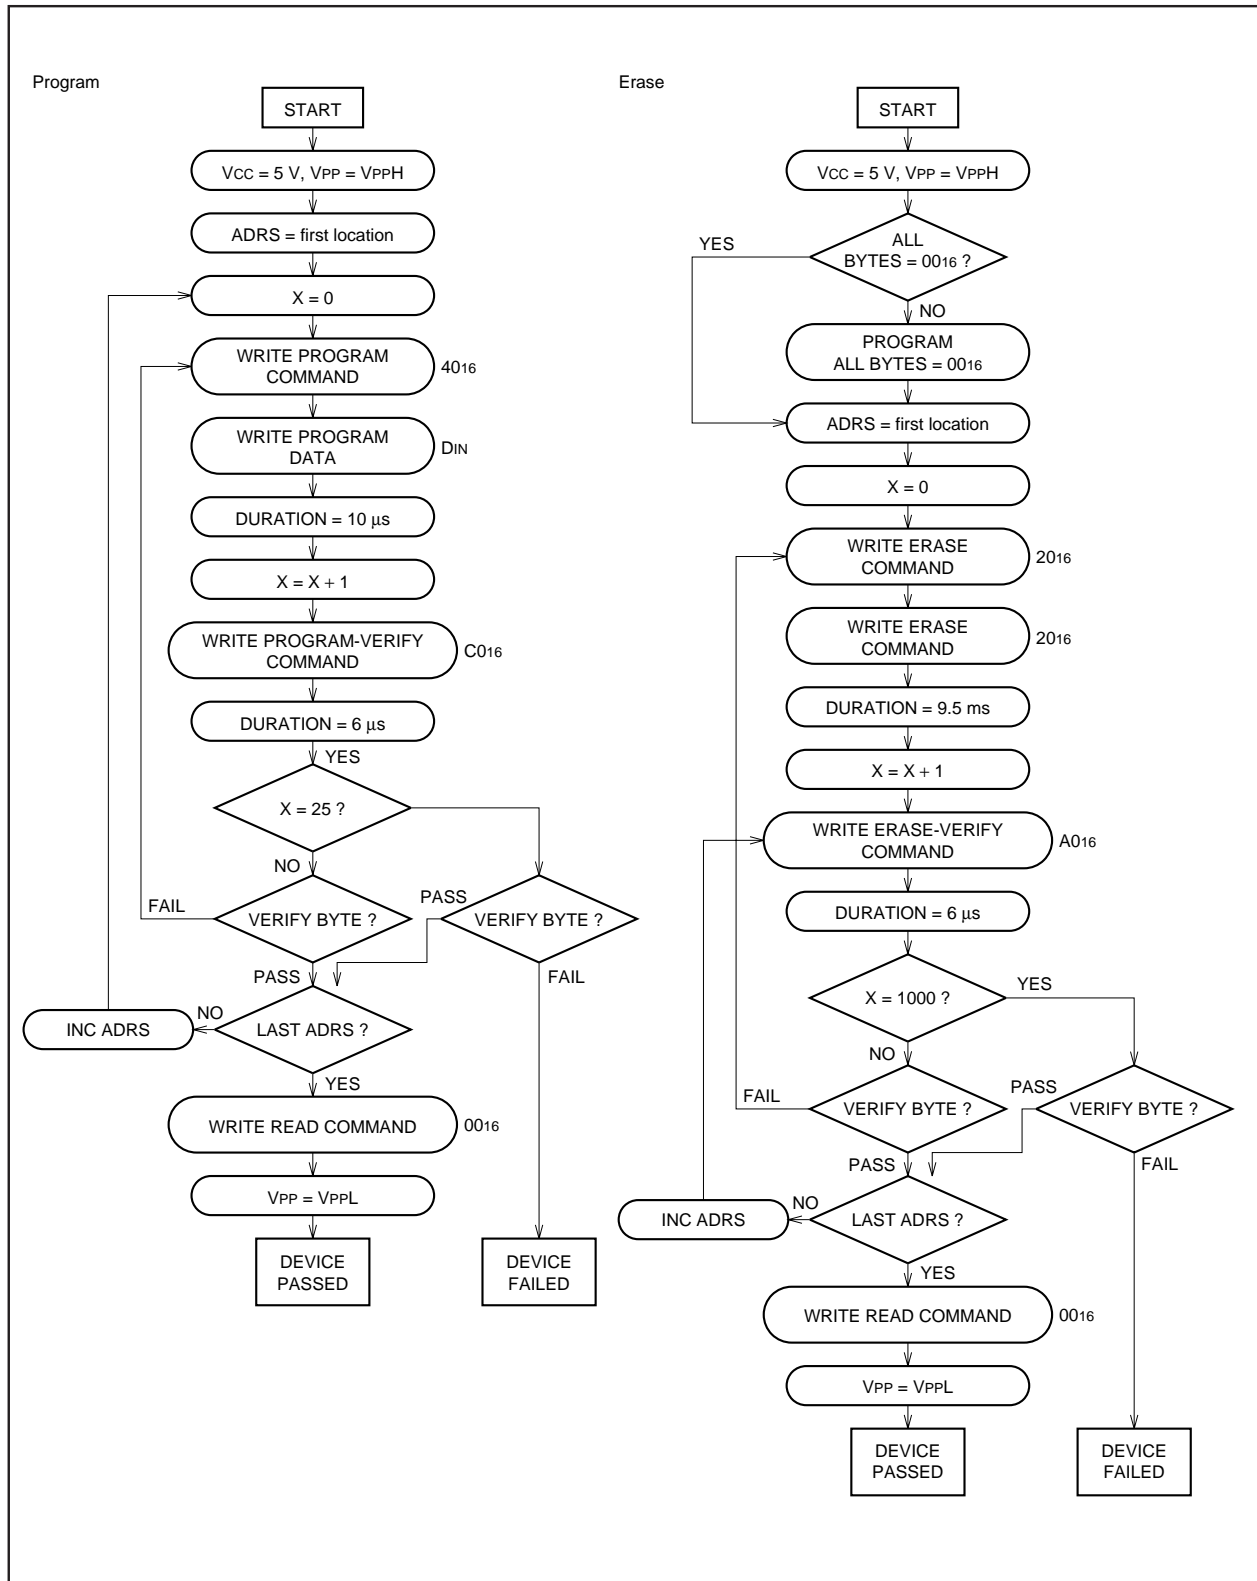 Program
START
VCC = 5 V, VPP = VPPH
ADRS = first location
X = 0
WRITE PROGRAM
COMMAND
4016
WRITE PROGRAM
DATA
DIN
DURATION = 10 µs
X = X + 1
WRITE PROGRAM-VERIFY
COMMAND
C016
DURATION = 6 µs
YES
X = 25 ?
NO
FAIL
VERIFY BYTE ?
PASS
VERIFY BYTE ?
PASS
FAIL
INC ADRS
NO
LAST ADRS ?
YES
WRITE READ COMMAND
0016
VPP = VPPL
DEVICE
PASSED
DEVICE
FAILED
Erase
START
VCC = 5 V, VPP = VPPH
YES
ALL
BYTES = 0016 ?
NO
PROGRAM
ALL BYTES = 0016
ADRS = first location
X = 0
WRITE ERASE
COMMAND
2016
WRITE ERASE
COMMAND
2016
DURATION = 9.5 ms
X = X + 1
WRITE ERASE-VERIFY
COMMAND
A016
DURATION = 6 µs
X = 1000 ?
YES
NO
FAIL
VERIFY BYTE ?
PASS
VERIFY BYTE ?
PASS
FAIL
INC ADRS
NO
LAST ADRS ?
YES
WRITE READ COMMAND
0016
VPP = VPPL
DEVICE
PASSED
DEVICE
FAILED